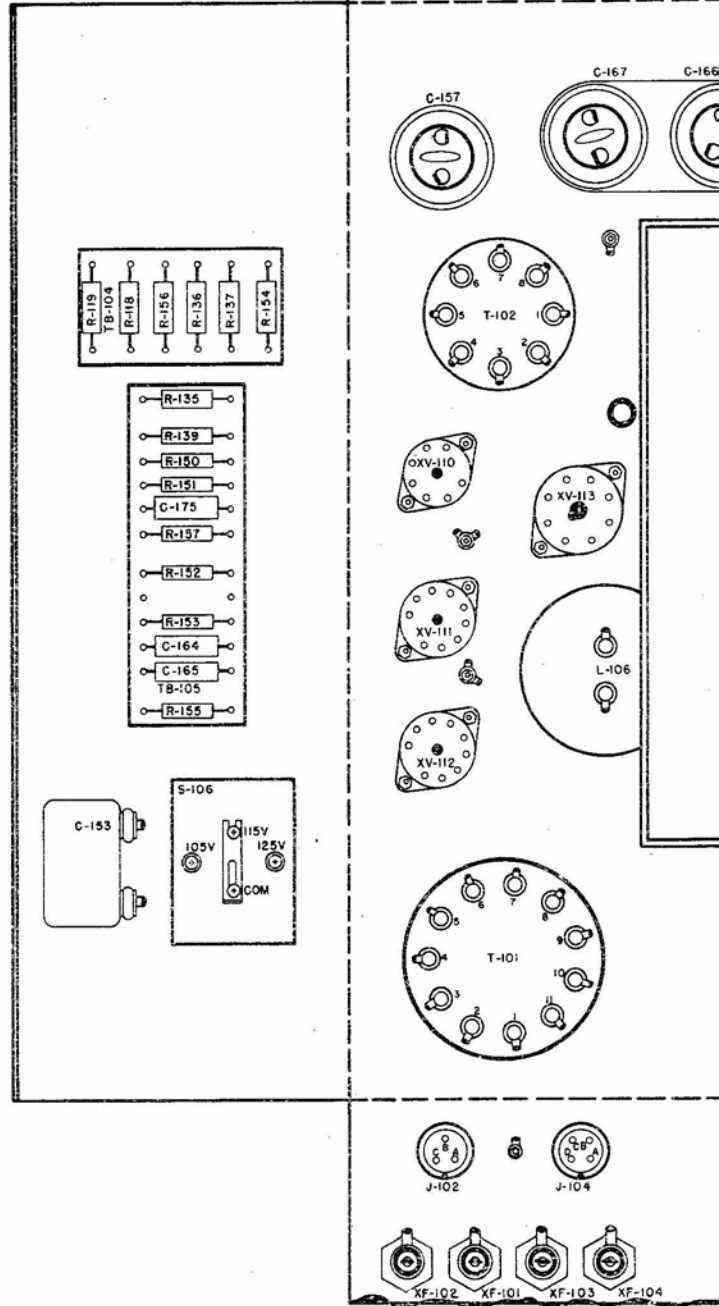 C-157
C-167
C-166
R-119
TB-104
R-118
R-156
R-136
R-137
R-154
6
7
8
5
T-102
1
4
3
2
R-135
R-139
R-150
R-151
C-175
R-157
R-152
R-153
C-164
C-165
TB-105
R-155
XV-110
XV-113
XV-111
L-106
XV-112
S-106
C-153
115V
105V
125V
COM
6
7
8
5
9
4
T-101
10
3
2
1
11
C
B
A
D
C
B
A
J-102
J-104
XF-102
XF-101
XF-103
XF-104